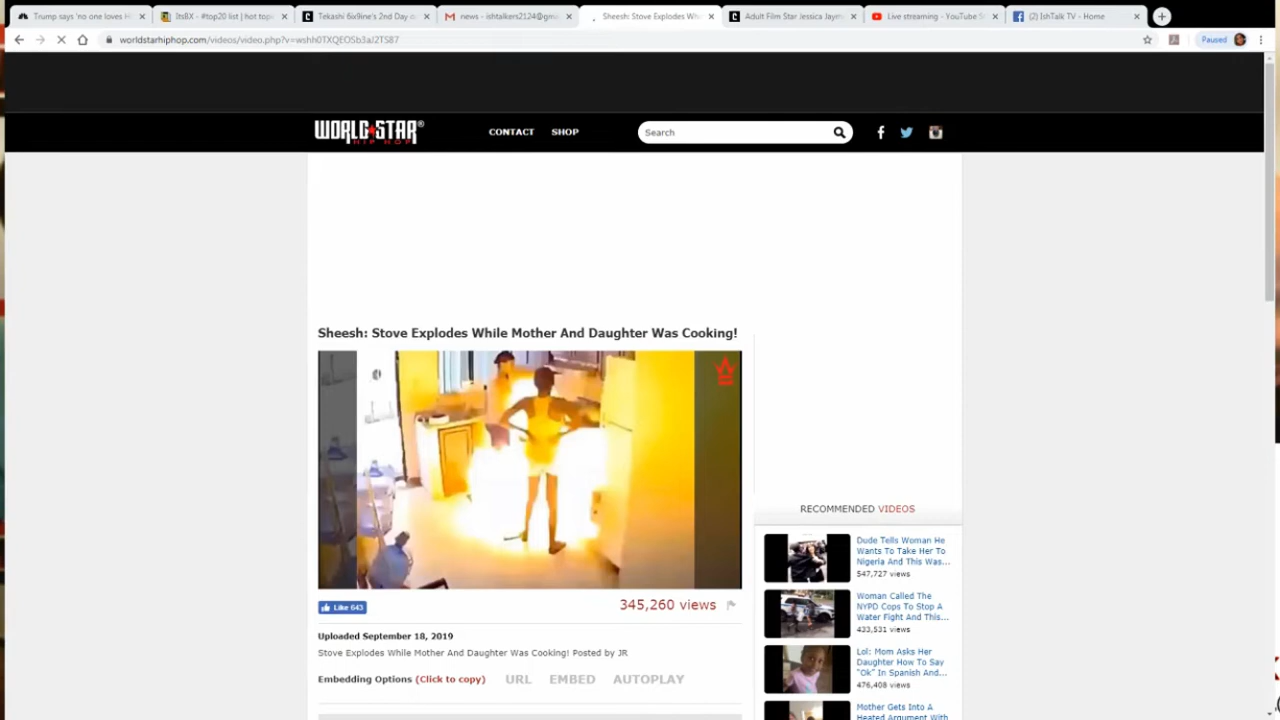 Trump says 'no one loves H
ItsBX - #top20 list | hot topi
Tekashi 6ix9ine's 2nd Day o
news - ishtalkers2124@gm
Sheesh: Stove Explodes Whi
Adult Film Star Jessica Jaym
Live streaming - YouTube S
(2) IshTalk TV - Home
worldstarhiphop.com/videos/video.php?v=wshh0TXQEOSb3aJ2TS87
Paused
WORLD STAR®
HIP HOP
CONTACT
SHOP
Search
Sheesh: Stove Explodes While Mother And Daughter Was Cooking!
Like 643
345,260 views
Uploaded September 18, 2019
Stove Explodes While Mother And Daughter Was Cooking! Posted by JR
Embedding Options (Click to copy) URL EMBED AUTOPLAY
RECOMMENDED VIDEOS
Dude Tells Woman He
Wants To Take Her To
Nigeria And This Was...
547,727 views
Woman Called The
NYPD Cops To Stop A
Water Fight And This...
433,531 views
Lol: Mom Asks Her
Daughter How To Say
"Ok" In Spanish And...
476,408 views
Mother Gets Into A
Heated Argument With